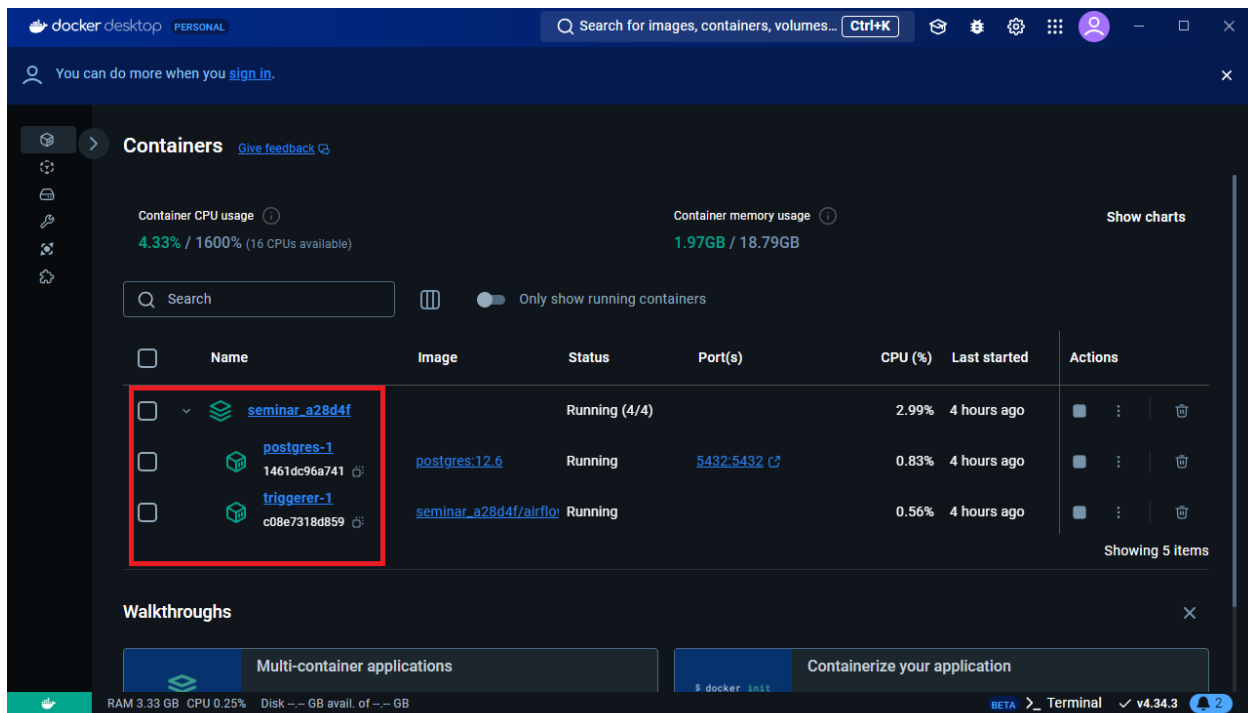 docker desktop PERSONAL Search for images, containers, volumes... Ctrl+K
You can do more when you sign in.
Containers Give feedback
Container CPU usage Container memory usage Show charts
4.33% / 1600% (16 CPUs available) 1.97GB / 18.79GB
Search Only show running containers
Name Image Status Port(s) CPU (%) Last started Actions
seminar_a28d4f Running (4/4) 2.99% 4 hours ago
postgres-1
1461dc96a741 postgres:12.6 Running 5432:5432 0.83% 4 hours ago
triggerer-1
c08e7318d859 seminar_a28d4f/airflo Running 0.56% 4 hours ago
Showing 5 items
Walkthroughs
Multi-container applications Containerize your application
$ docker init
RAM 3.33 GB CPU 0.25% Disk --.-- GB avail. of --.-- GB BETA >_ Terminal v4.34.3 2